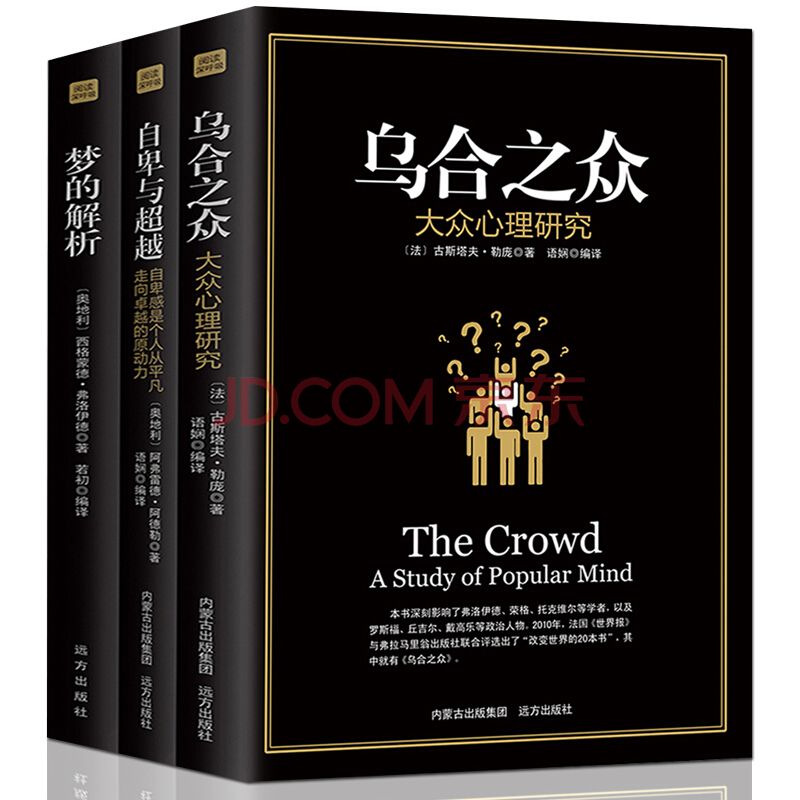 阅读
深呼吸
梦的解析
〔奥地利〕西格蒙德·弗洛伊德◎著 若初◎编译
远方出版社
阅读
深呼吸
自卑与超越
自卑感是个人从平凡
走向卓越的原动力
〔奥地利〕阿弗雷德·阿德勒◎著
语娴◎编译
内蒙古出版集团
远方出版社
阅读
深呼吸
乌合之众
大众心理研究
〔法〕古斯塔夫·勒庞◎著
语娴◎编译
内蒙古出版集团
远方出版社
乌合之众
大众心理研究
〔法〕古斯塔夫·勒庞◎著 语娴◎编译
JD.COM 京东
The Crowd
A Study of Popular Mind
本书深刻影响了弗洛伊德、荣格、托克维尔等学者，以及
罗斯福、丘吉尔、戴高乐等政治人物。2010年，法国《世界报》
与弗拉马里翁出版社联合评选出了“改变世界的20本书”，其
中就有《乌合之众》。
内蒙古出版集团 远方出版社